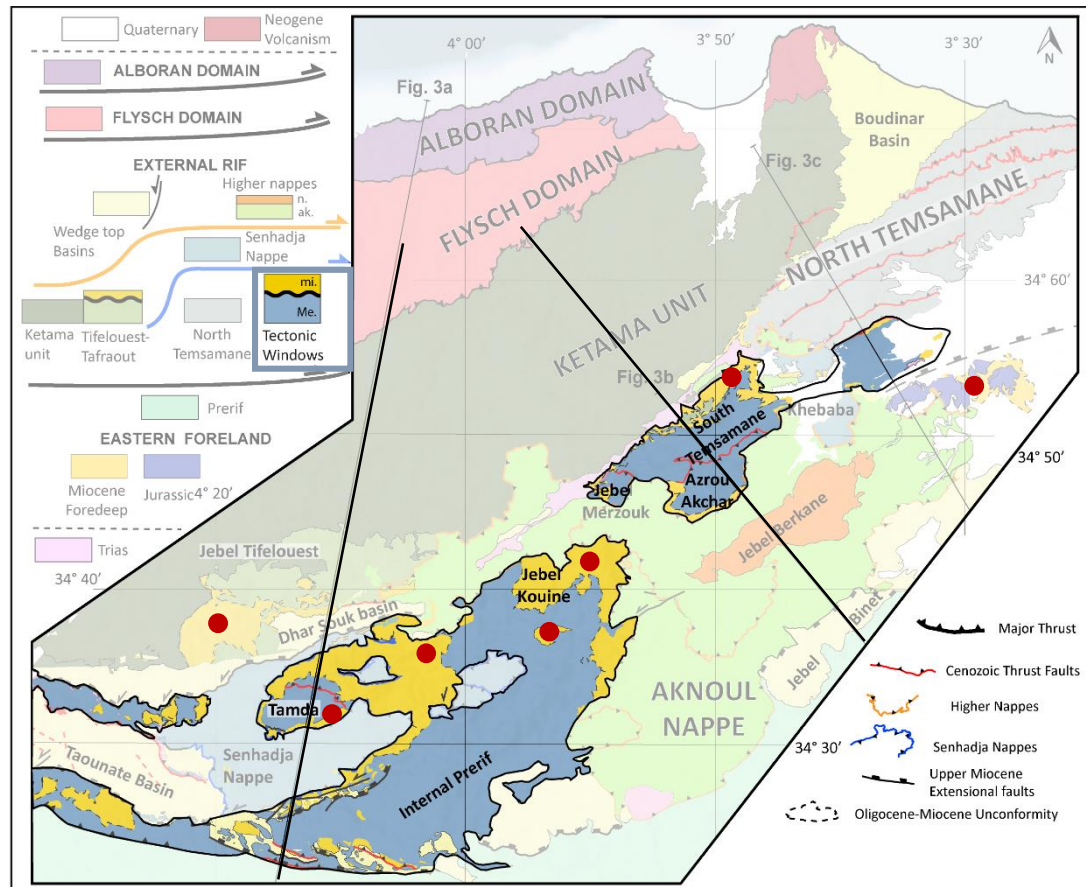 Quaternary
Neogene
Volcanism
ALBORAN DOMAIN
FLYSCH DOMAIN
EXTERNAL RIF
Higher nappes
n.
ak.
Wedge top
Basins
Senhadja
Nappe
mi.
Me.
Ketama
unit
Tifelouest-
Tafraout
North
Temsamane
Tectonic
Windows
Prerif
EASTERN FORELAND
Miocene
Foredeep
Jurassic
4° 20’
Trias
34° 40’
4° 00’
3° 50’
3° 30’
N
Fig. 3a
ALBORAN DOMAIN
FLYSCH DOMAIN
Boudinar
Basin
Fig. 3c
NORTH TEMSAMANE
34° 60’
KETAMA UNIT
Fig. 3b
South
Temsamane
Khebaba
34° 50’
Azrou
Akchar
Jebel
Merzouk
Jebel Berkane
Jebel Tifelouest
Jebel
Kouine
Dhar Souk basin
Jebel
Binet
Tamda
AKNOUL
NAPPE
Senhadja
Nappe
Taounate Basin
Internal Prerif
34° 30’
Major Thrust
Cenozoic Thrust Faults
Higher Nappes
Senhadja Nappes
Upper Miocene
Extensional faults
Oligocene-Miocene Unconformity